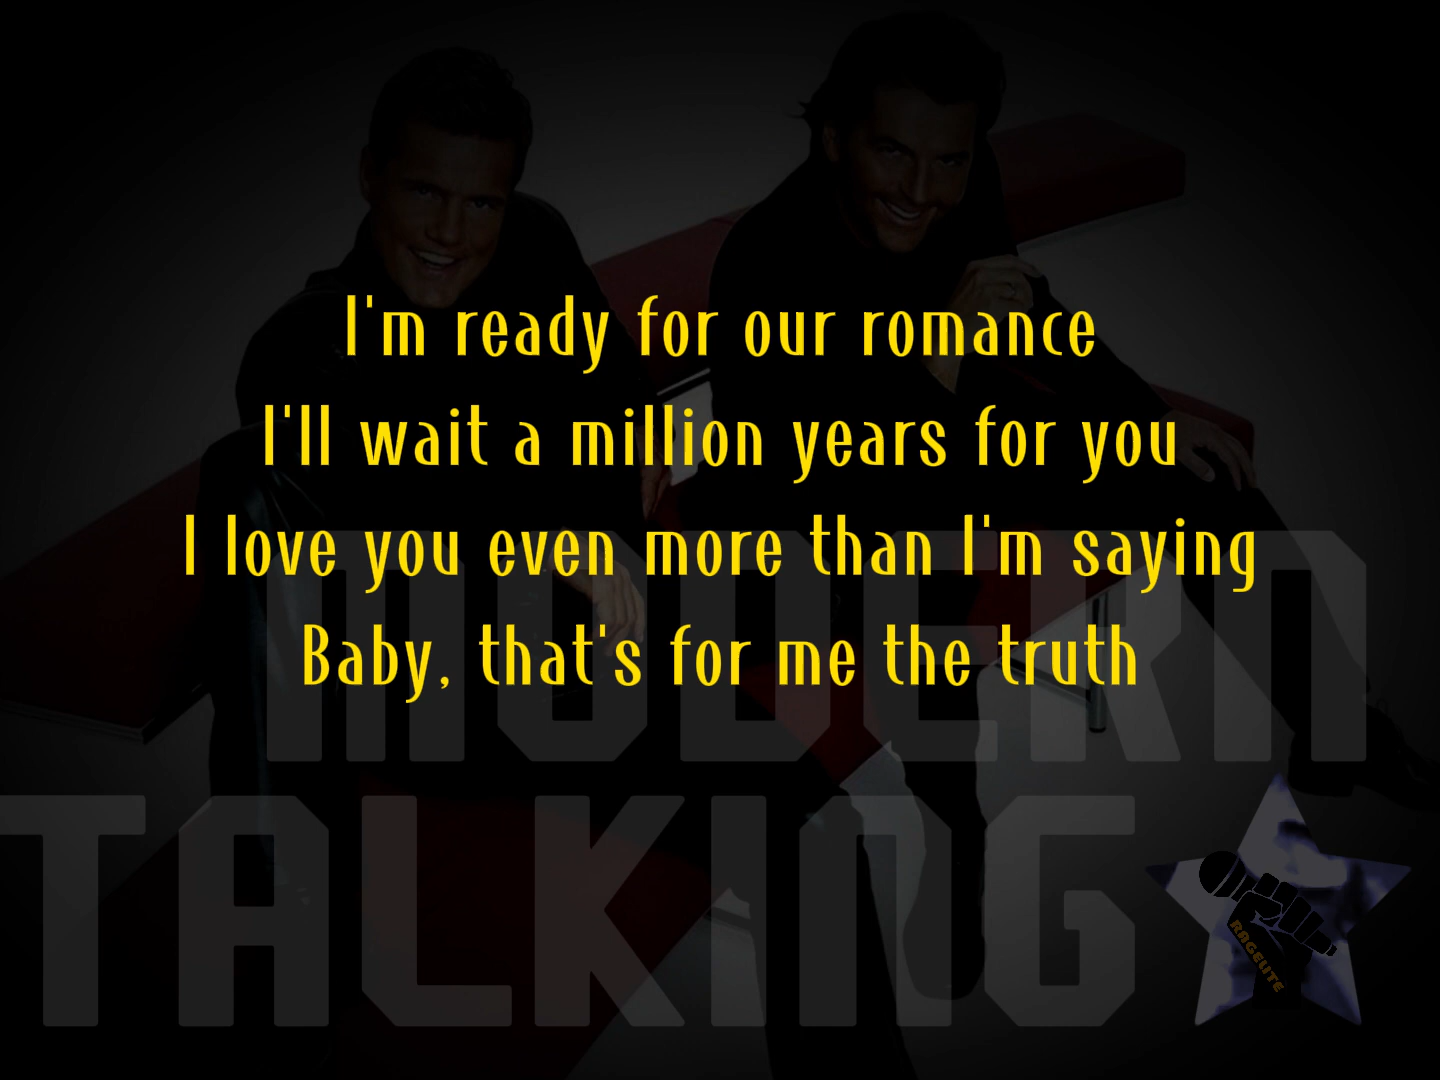 I'm ready for our romance
I'll wait a million years for you
I love you even more than I'm saying
Baby, that's for me the truth
MODERN
TALKING
RAGELITE